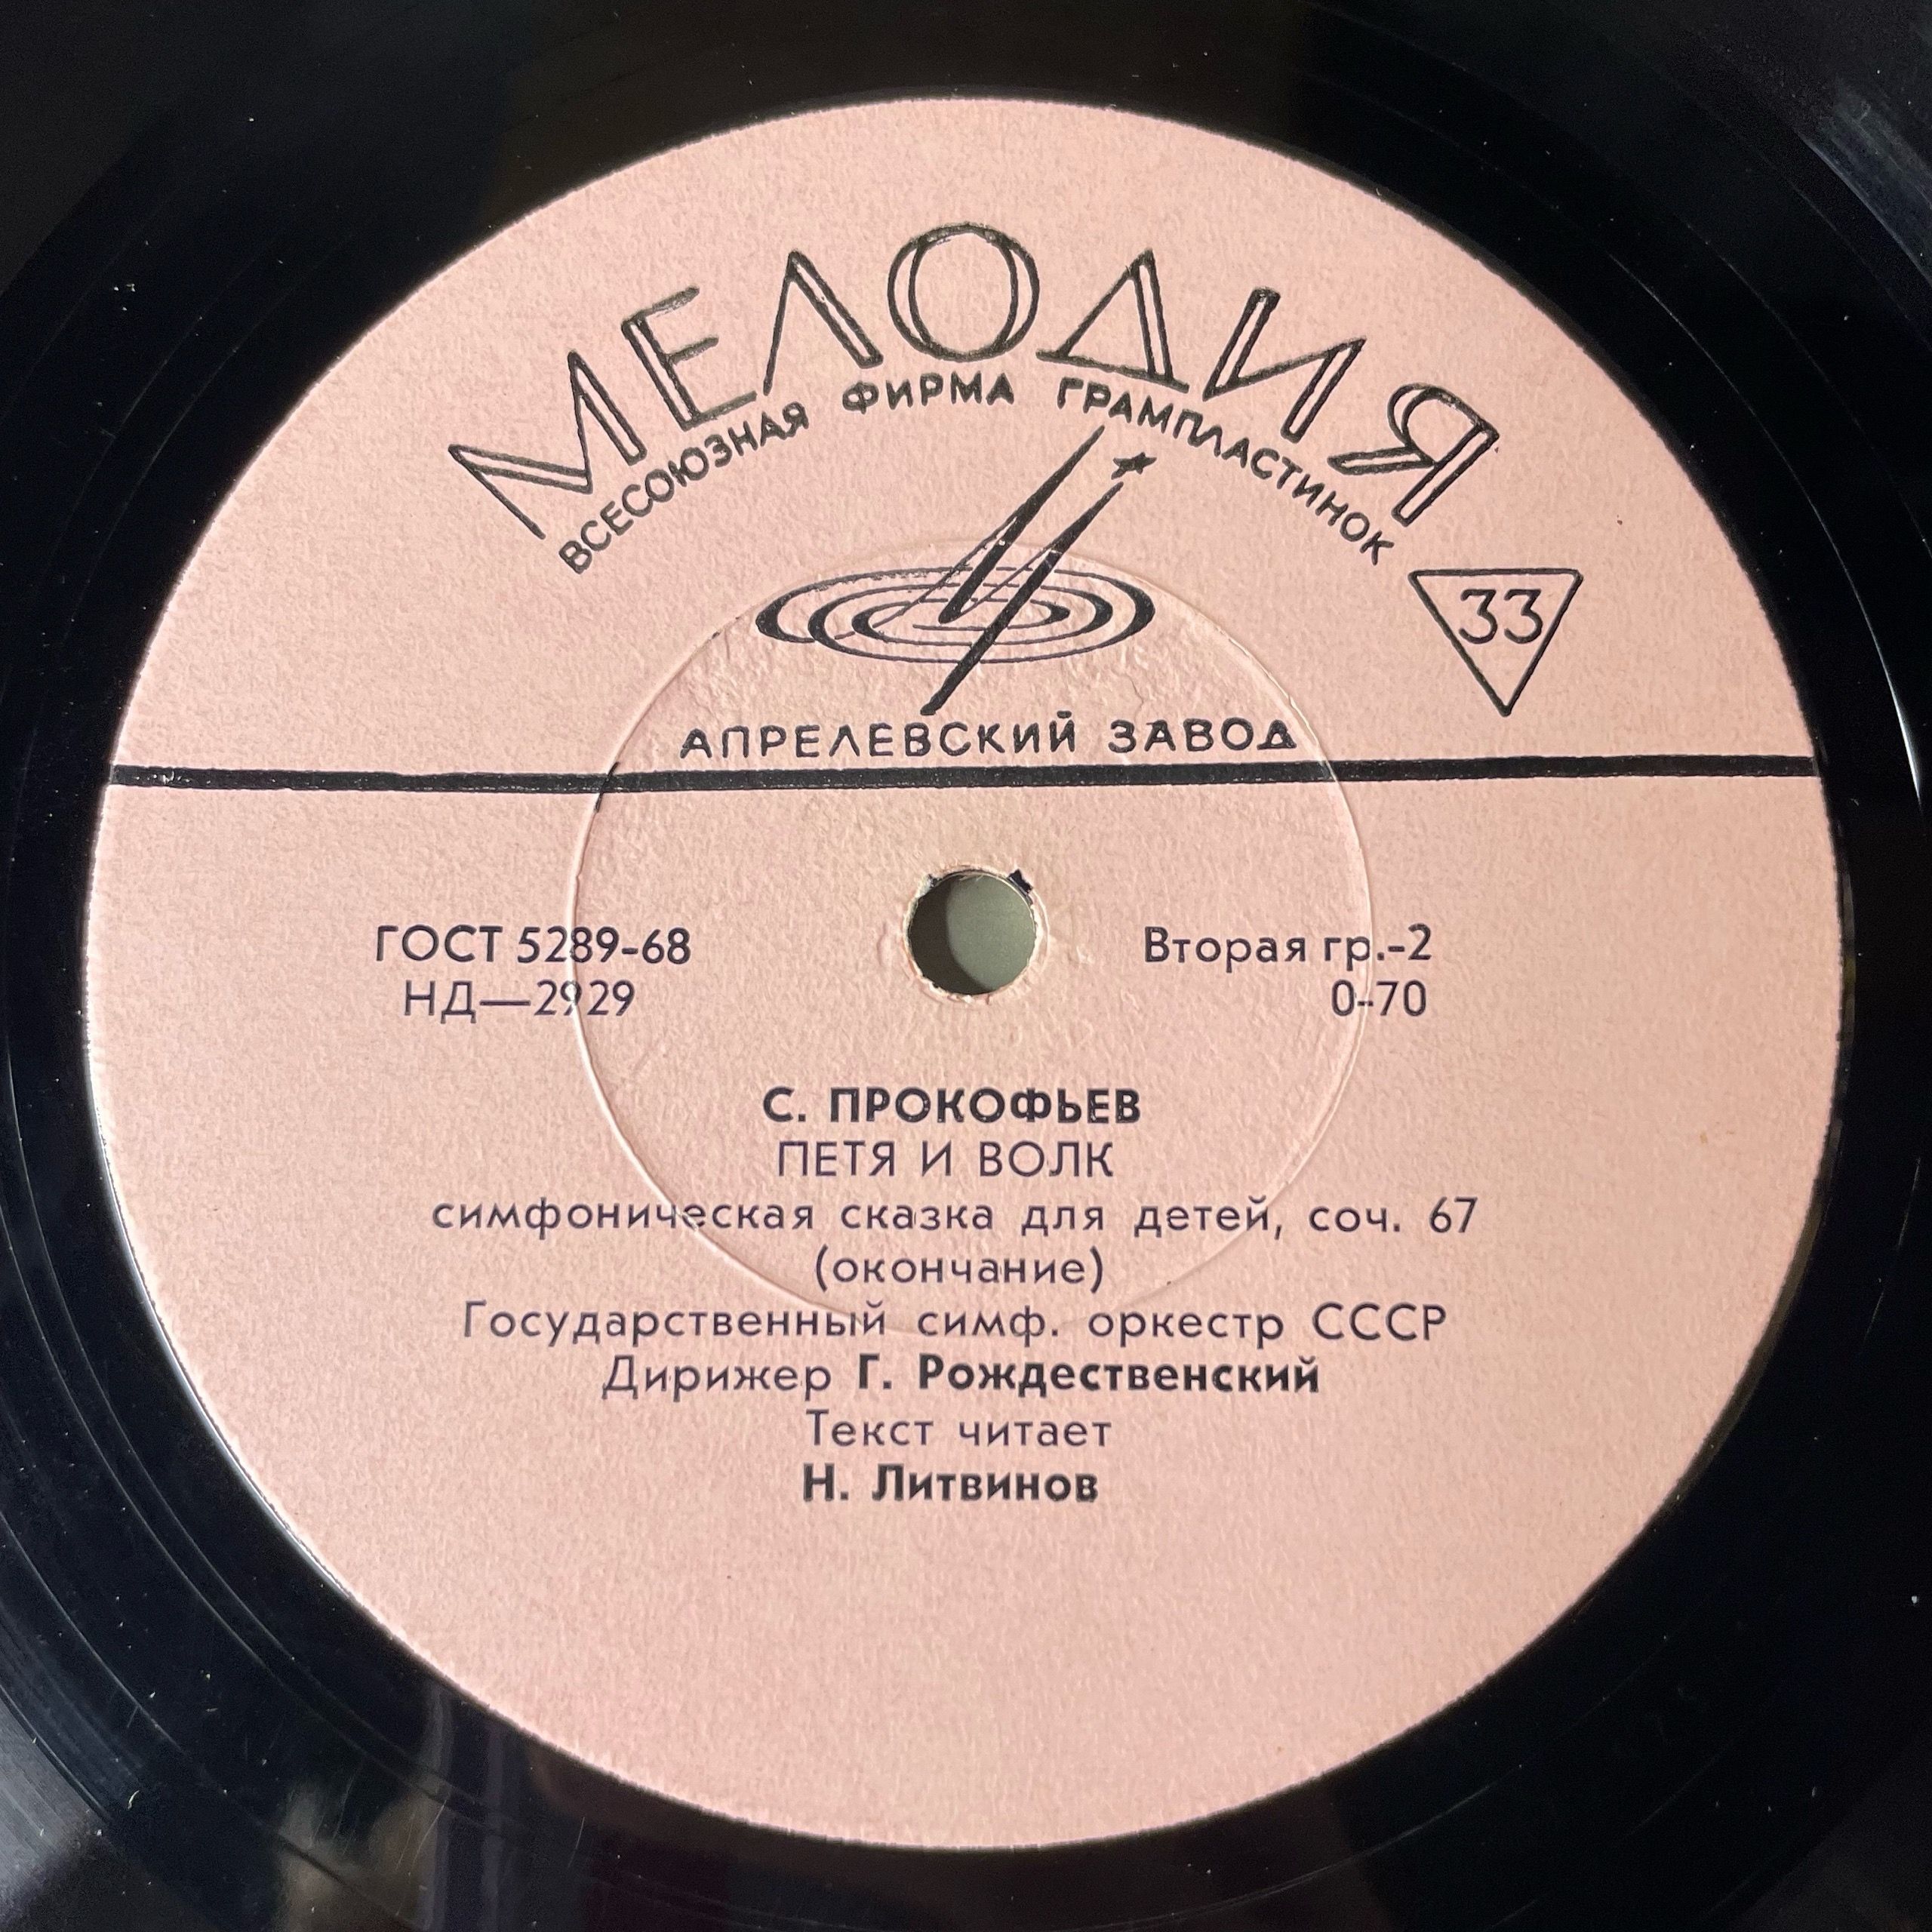 МЕЛОДИЯ
ВСЕСОЮЗНАЯ ФИРМА ГРАМПЛАСТИНОК
33
АПРЕЛЕВСКИЙ ЗАВОД
ГОСТ 5289-68
НД—2929
Вторая гр.-2
0-70
С. ПРОКОФЬЕВ
ПЕТЯ И ВОЛК
симфоническая сказка для детей, соч. 67
(окончание)
Государственный симф. оркестр СССР
Дирижер Г. Рождественский
Текст читает
Н. Литвинов